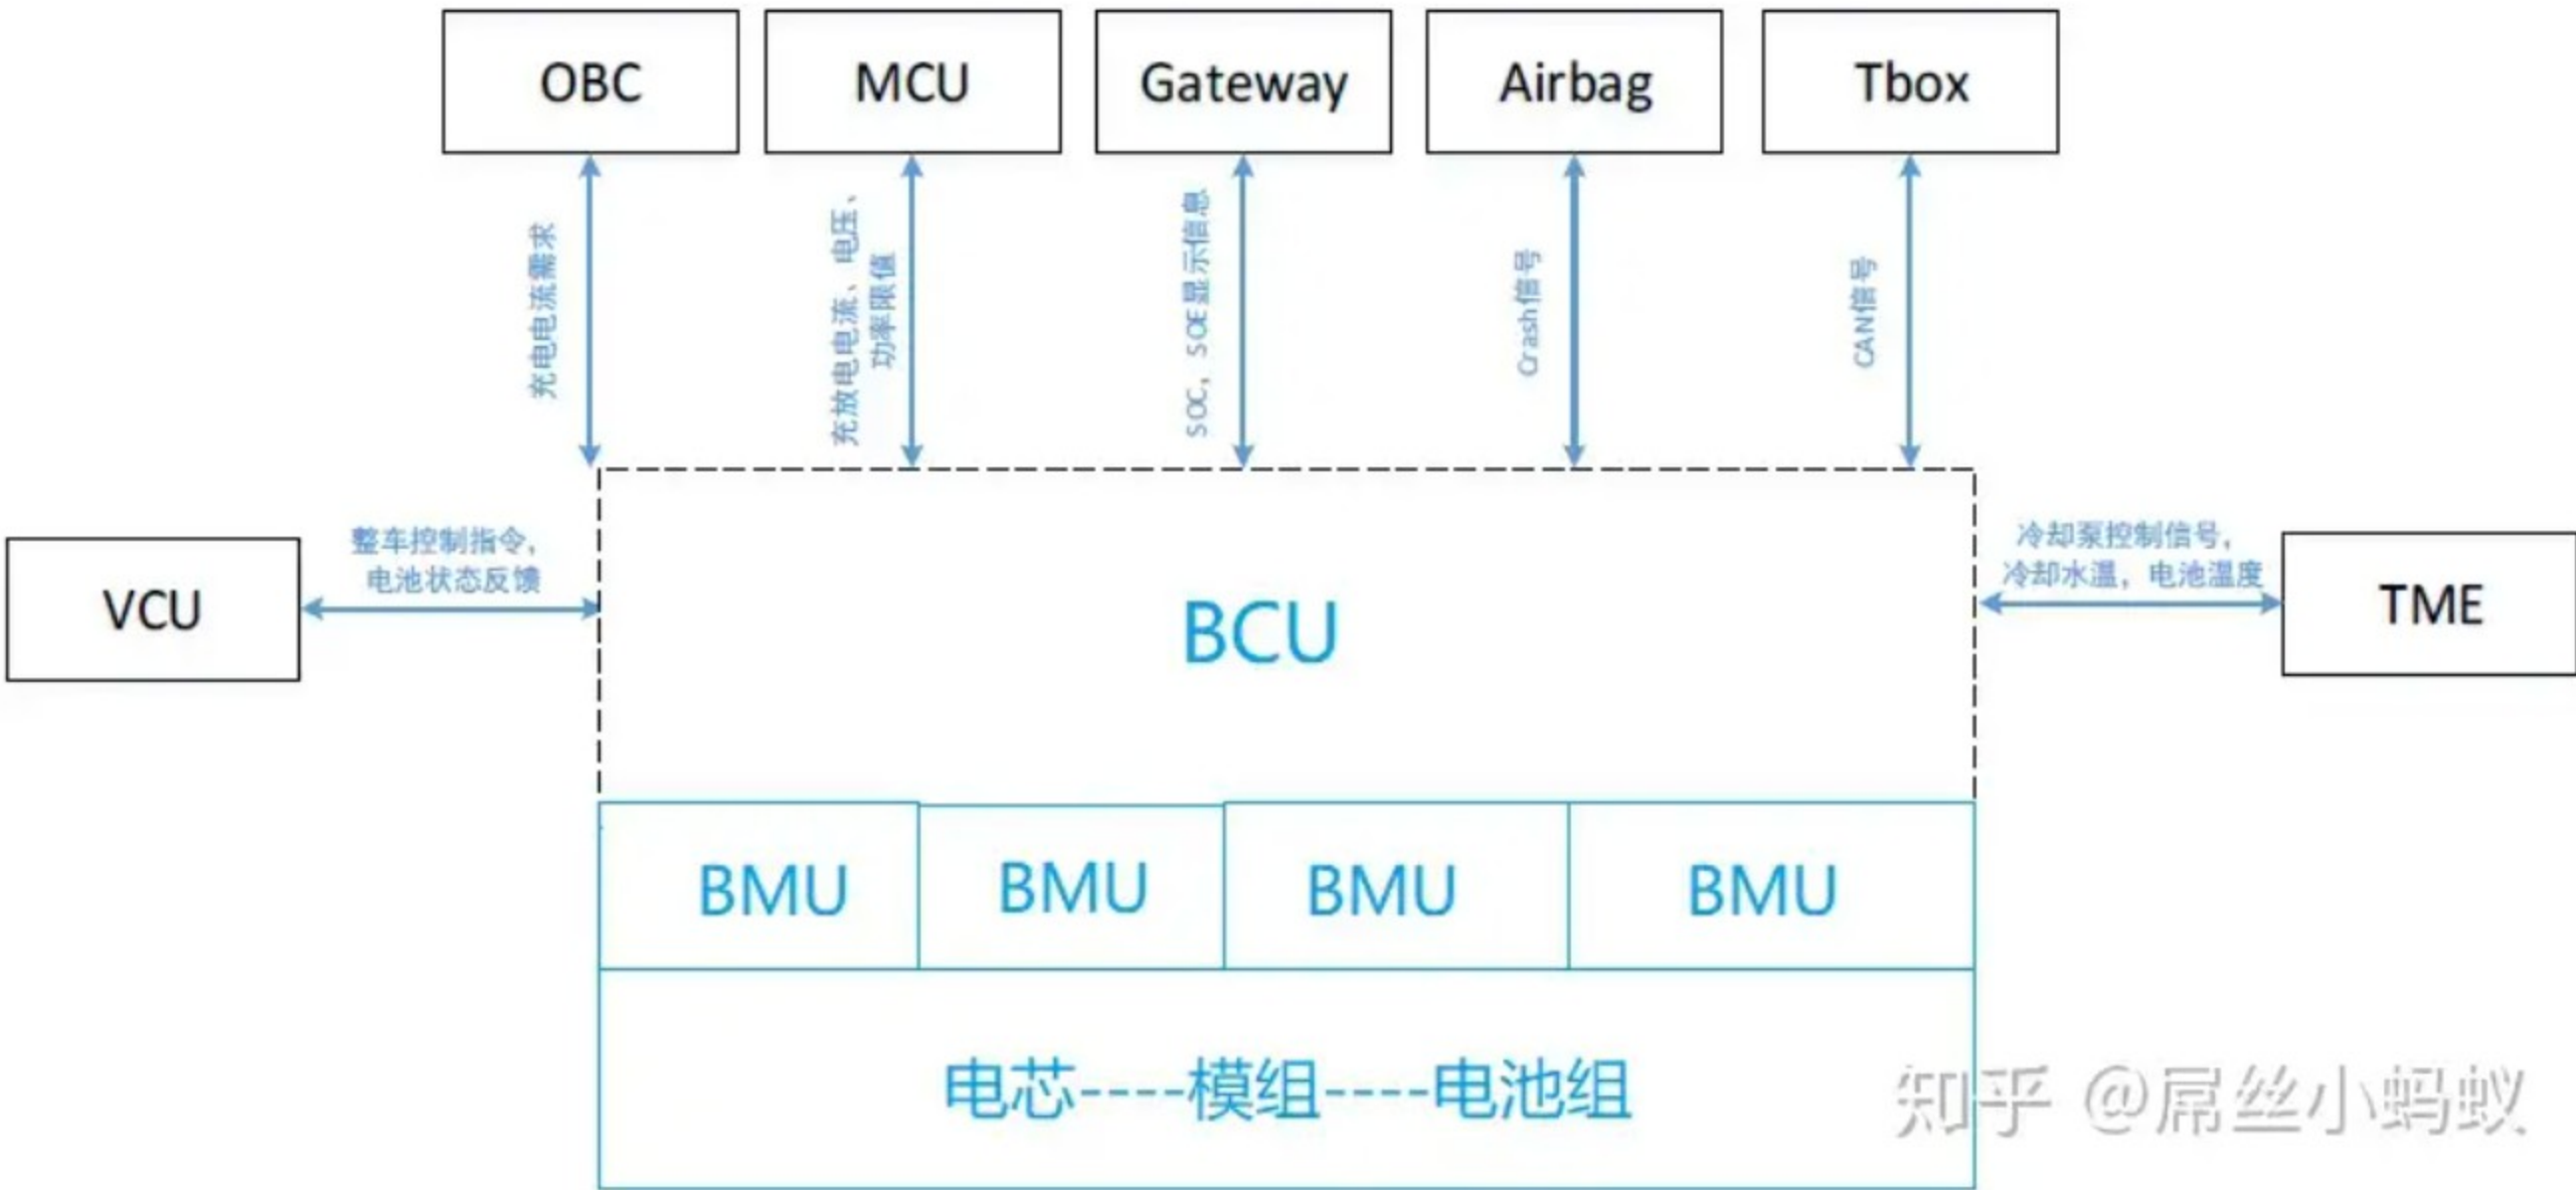 OBC
MCU
Gateway
Airbag
Tbox
充电电流需求
充放电电流、电压、
功率限值
SOC，SOE显示信息
Crash信号
CAN信号
整车控制指令，
电池状态反馈
VCU
冷却泵控制信号，
冷却水温，电池温度
TME
BCU
BMU
BMU
BMU
BMU
电芯----模组----电池组
知乎 @屌丝小蚂蚁